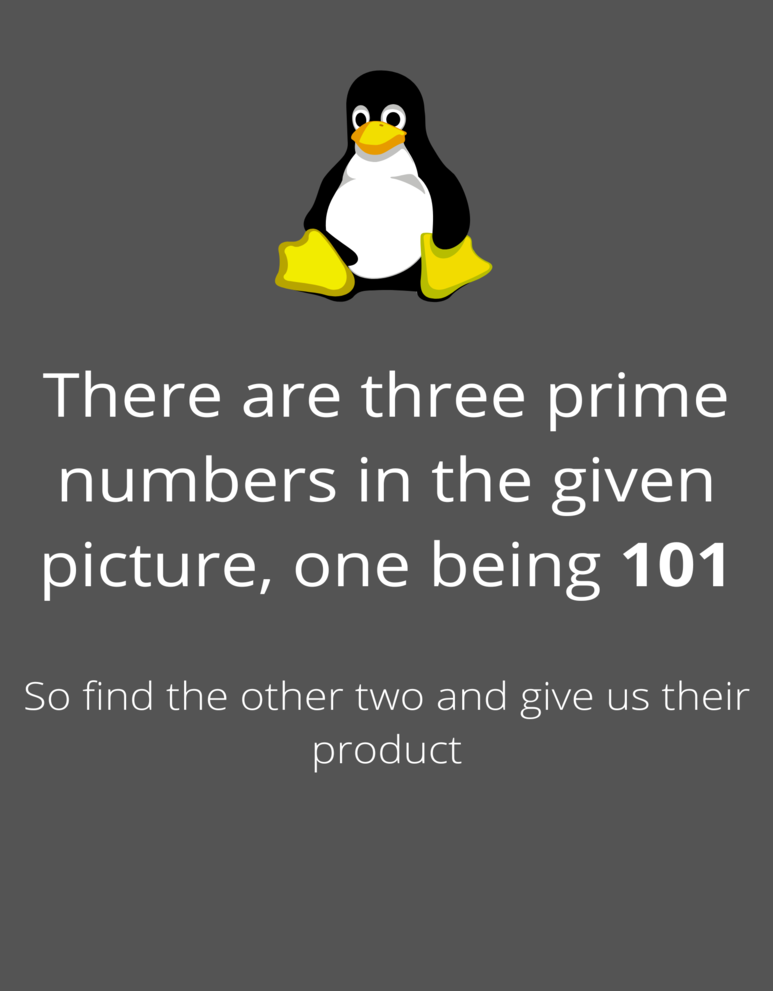 There are three prime
numbers in the given
picture, one being 101
So find the other two and give us their
product